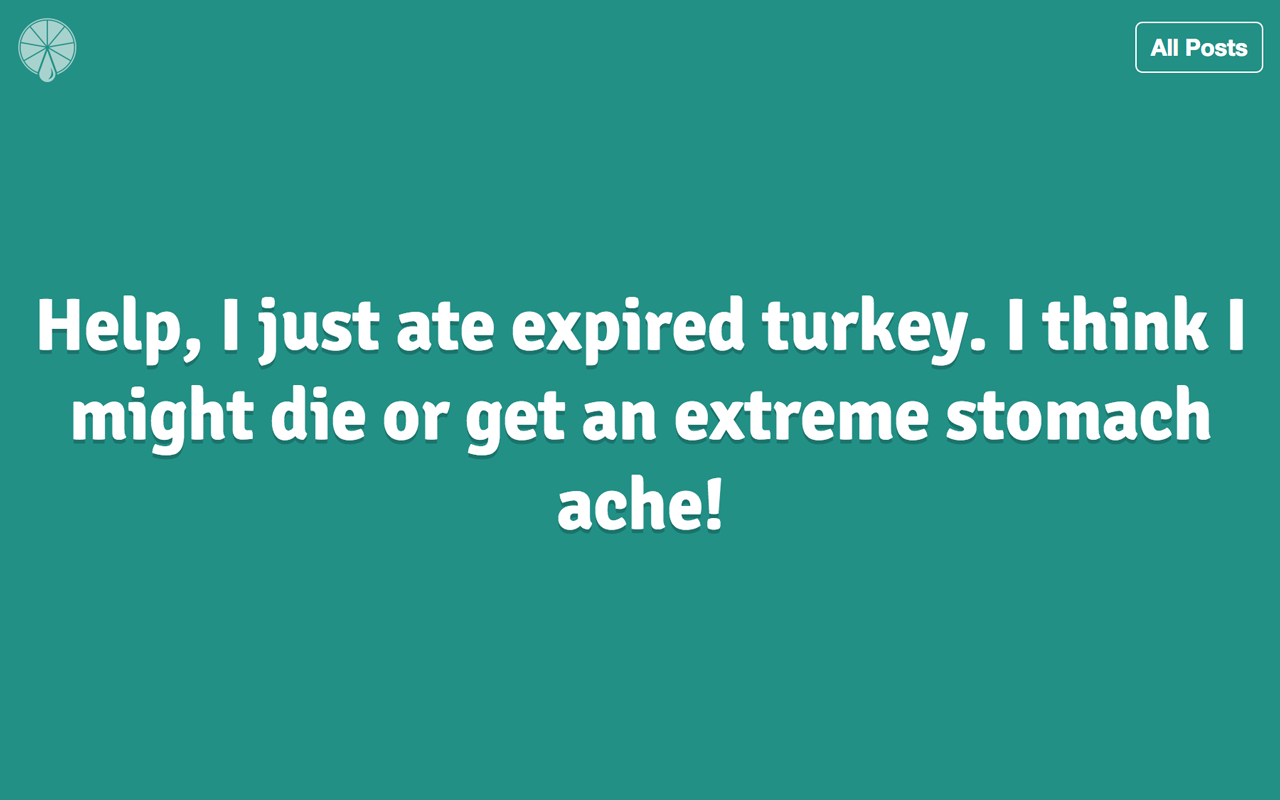 All Posts
Help, I just ate expired turkey. I think I
might die or get an extreme stomach
ache!